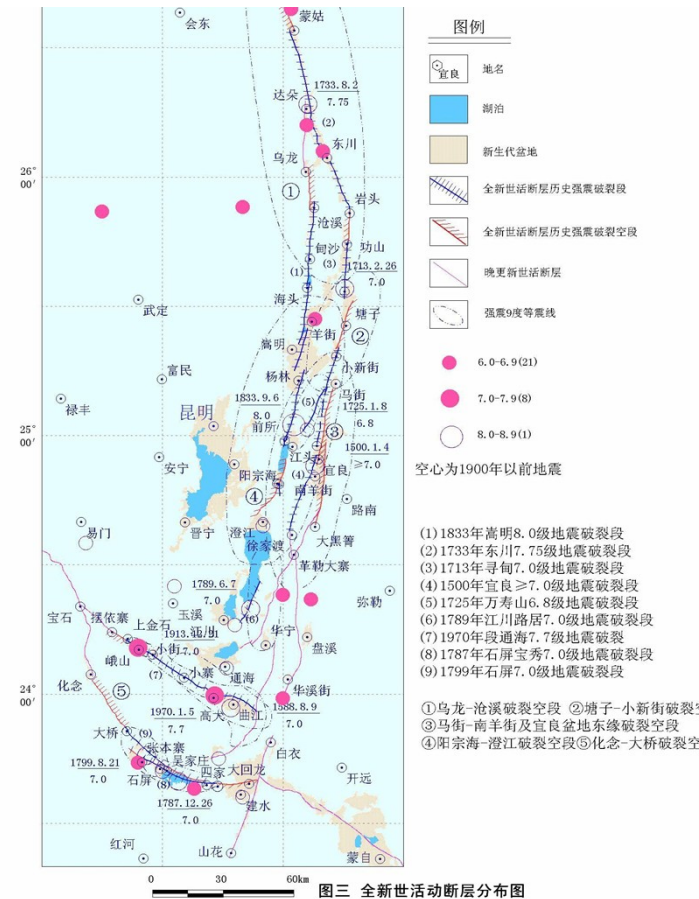 会东
蒙姑
1733.8.2
7.75
达朵
(2)
东川
乌龙
26°
00′
①
岩头
沧溪
甸沙
功山
(3)
(1)
1713.2.26
7.0
海头
武定
塘子
羊街
②
嵩明
小新街
富民
杨林
马街
禄丰
1833.9.6
8.0
(5)
1725.1.8
6.8
昆明
前所
③
25°
00′
江头
1500.1.4
≥7.0
安宁
阳宗海
(4)
宜良
南羊街
④
路南
易门
晋宁
澄江
大黑箐
徐家渡
革勒大寨
1789.6.7
7.0
弥勒
宝石
摆依寨
玉溪
上金石
(6)
1913.
7.0
江川
华宁
盘溪
峨山
小街
通海
(7)
化念
⑤
小寨
华溪街
24°
00′
1970.1.5
7.7
高大
曲江
1588.8.9
7.0
大桥
(9)
白衣
张本寨
吴家庄
1799.8.21
7.0
石屏
(8)
四家
大回龙
开远
1787.12.26
7.0
建水
红河
山花
蒙自
0 30 60km
图三 全新世活动断层分布图
图例
宜良 地名
湖泊
新生代盆地
全新世活断层历史强震破裂段
全新世活断层历史强震破裂空段
晚更新世活断层
强震9度等震线
6.0-6.9(21)
7.0-7.9(8)
8.0-8.9(1)
空心为1900年以前地震
(1)1833年嵩明8.0级地震破裂段
(2)1733年东川7.75级地震破裂段
(3)1713年寻甸7.0级地震破裂段
(4)1500年宜良≥7.0级地震破裂段
(5)1725年万寿山6.8级地震破裂段
(6)1789年江川路居7.0级地震破裂段
(7)1970年段通海7.7级地震破裂
(8)1787年石屏宝秀7.0级地震破裂段
(9)1799年石屏7.0级地震破裂段
①乌龙-沧溪破裂空段 ②塘子-小新街破裂
③马街-南羊街及宜良盆地东缘破裂空段
④阳宗海-澄江破裂空段⑤化念-大桥破裂空